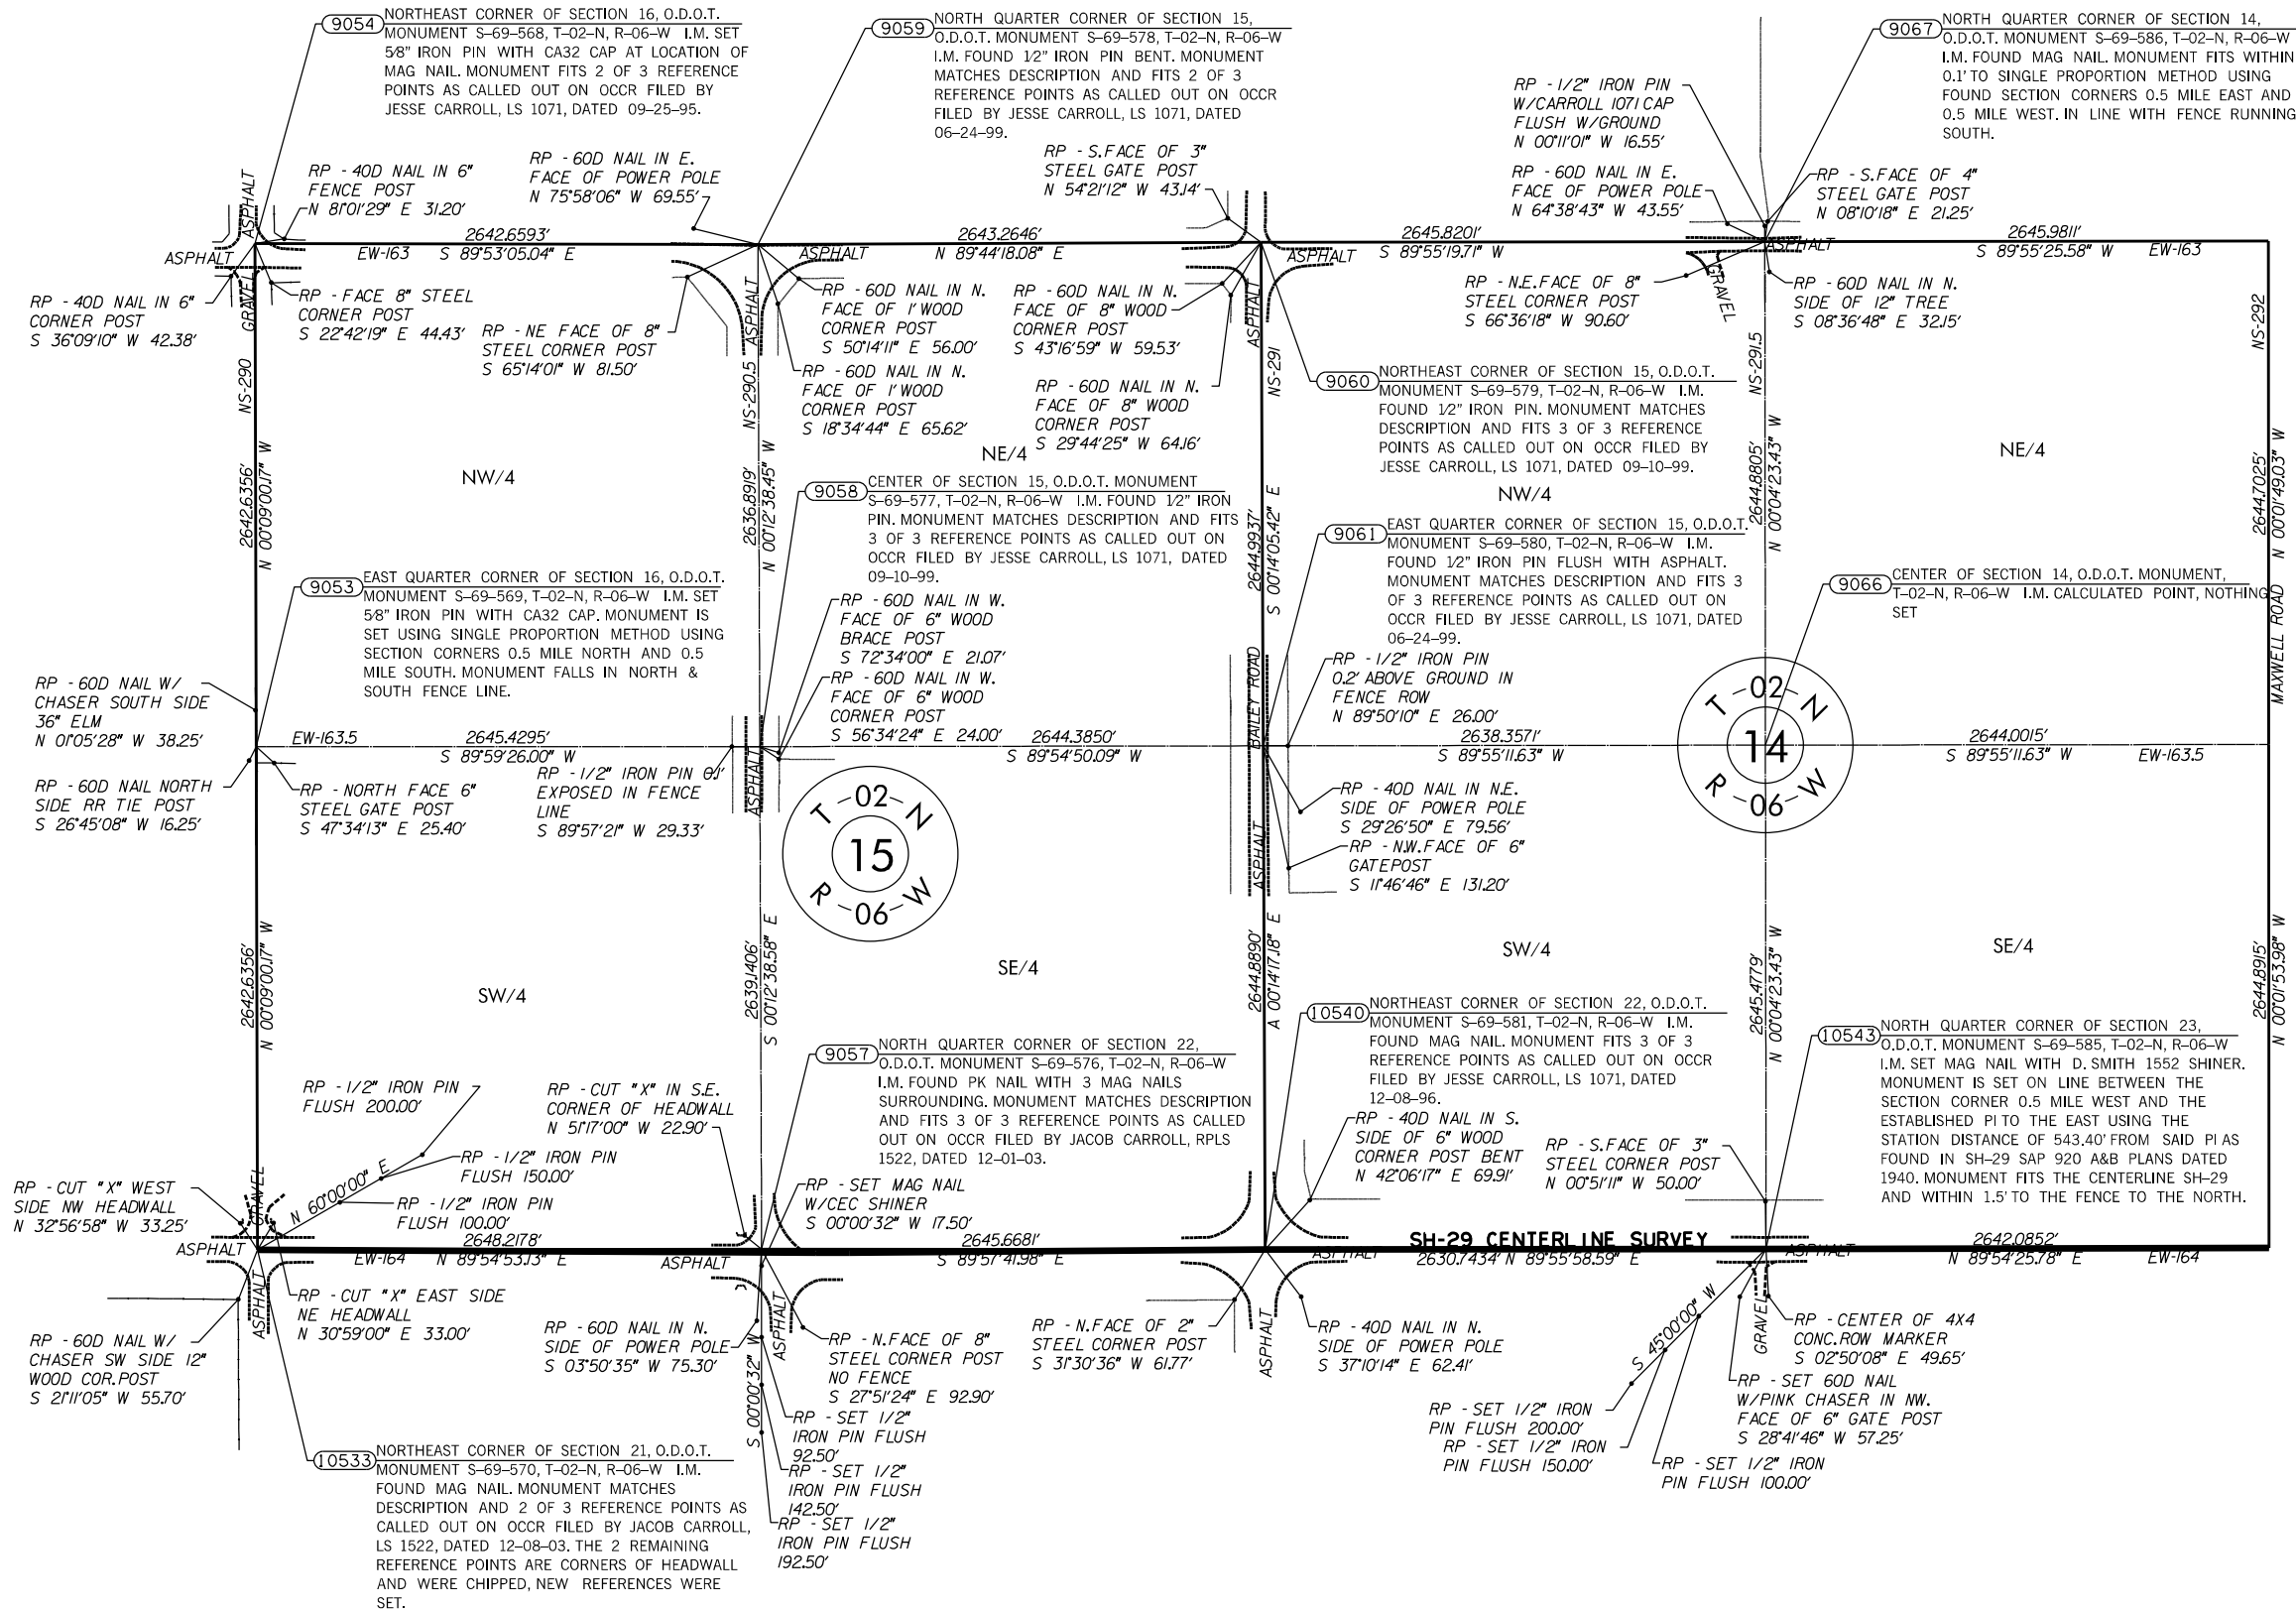 9054
NORTHEAST CORNER OF SECTION 16, O.D.O.T.
MONUMENT S-69-568, T-02-N, R-06-W I.M. SET
5/8" IRON PIN WITH CA32 CAP AT LOCATION OF
MAG NAIL. MONUMENT FITS 2 OF 3 REFERENCE
POINTS AS CALLED OUT ON OCCR FILED BY
JESSE CARROLL, LS 1071, DATED 09-25-95.
9059
NORTH QUARTER CORNER OF SECTION 15,
O.D.O.T. MONUMENT S-69-578, T-02-N, R-06-W
I.M. FOUND 1/2" IRON PIN BENT. MONUMENT
MATCHES DESCRIPTION AND FITS 2 OF 3
REFERENCE POINTS AS CALLED OUT ON OCCR
FILED BY JESSE CARROLL, LS 1071, DATED
06-24-99.
9067
NORTH QUARTER CORNER OF SECTION 14,
O.D.O.T. MONUMENT S-69-586, T-02-N, R-06-W
I.M. FOUND MAG NAIL. MONUMENT FITS WITHIN
0.1' TO SINGLE PROPORTION METHOD USING
FOUND SECTION CORNERS 0.5 MILE EAST AND
0.5 MILE WEST. IN LINE WITH FENCE RUNNING
SOUTH.
RP - 1/2" IRON PIN
W/CARROLL 1071 CAP
FLUSH W/GROUND
N 00°11'01" W 16.55'
RP - 40D NAIL IN 6"
FENCE POST
N 81°01'29" E 31.20'
RP - 60D NAIL IN E.
FACE OF POWER POLE
N 75°58'06" W 69.55'
RP - S.FACE OF 3"
STEEL GATE POST
N 54°21'12" W 43.14'
RP - 60D NAIL IN E.
FACE OF POWER POLE
N 64°38'43" W 43.55'
RP - S.FACE OF 4"
STEEL GATE POST
N 08°10'18" E 21.25'
ASPHALT
ASPHALT
2642.6593'
EW-163 S 89°53'05.04" E
ASPHALT
2643.2646'
N 89°44'18.08" E
ASPHALT
2645.8201'
S 89°55'19.71" W
ASPHALT
2645.9811'
S 89°55'25.58" W EW-163
RP - 40D NAIL IN 6"
CORNER POST
S 36°09'10" W 42.38'
GRAVEL
RP - FACE 8" STEEL
CORNER POST
S 22°42'19" E 44.43'
RP - NE FACE OF 8"
STEEL CORNER POST
S 65°14'01" W 81.50'
ASPHALT
RP - 60D NAIL IN N.
FACE OF 1' WOOD
CORNER POST
S 50°14'11" E 56.00'
RP - 60D NAIL IN N.
FACE OF 8" WOOD
CORNER POST
S 43°16'59" W 59.53'
ASPHALT
RP - N.E.FACE OF 8"
STEEL CORNER POST
S 66°36'18" W 90.60'
GRAVEL
RP - 60D NAIL IN N.
SIDE OF 12" TREE
S 08°36'48" E 32.15'
NS-290
NS-290.5
NS-291
NS-291.5
NS-292
RP - 60D NAIL IN N.
FACE OF 1' WOOD
CORNER POST
S 18°34'44" E 65.62'
RP - 60D NAIL IN N.
FACE OF 8" WOOD
CORNER POST
S 29°44'25" W 64.16'
9060
NORTHEAST CORNER OF SECTION 15, O.D.O.T.
MONUMENT S-69-579, T-02-N, R-06-W I.M.
FOUND 1/2" IRON PIN. MONUMENT MATCHES
DESCRIPTION AND FITS 3 OF 3 REFERENCE
POINTS AS CALLED OUT ON OCCR FILED BY
JESSE CARROLL, LS 1071, DATED 09-10-99.
NW/4
NE/4
NW/4
NE/4
2642.6356'
N 00°09'00.17" W
2636.8919'
N 00°12'38.45" W
2644.9937'
S 00°14'05.42" E
2644.8805'
N 00°04'23.43" W
2644.7025'
N 00°01'49.03" W
MAXWELL ROAD
9058
CENTER OF SECTION 15, O.D.O.T. MONUMENT
S-69-577, T-02-N, R-06-W I.M. FOUND 1/2" IRON
PIN. MONUMENT MATCHES DESCRIPTION AND FITS
3 OF 3 REFERENCE POINTS AS CALLED OUT ON
OCCR FILED BY JESSE CARROLL, LS 1071, DATED
09-10-99.
9061
EAST QUARTER CORNER OF SECTION 15, O.D.O.T.
MONUMENT S-69-580, T-02-N, R-06-W I.M.
FOUND 1/2" IRON PIN FLUSH WITH ASPHALT.
MONUMENT MATCHES DESCRIPTION AND FITS 3
OF 3 REFERENCE POINTS AS CALLED OUT ON
OCCR FILED BY JESSE CARROLL, LS 1071, DATED
06-24-99.
9053
EAST QUARTER CORNER OF SECTION 16, O.D.O.T.
MONUMENT S-69-569, T-02-N, R-06-W I.M. SET
5/8" IRON PIN WITH CA32 CAP. MONUMENT IS
SET USING SINGLE PROPORTION METHOD USING
SECTION CORNERS 0.5 MILE NORTH AND 0.5
MILE SOUTH. MONUMENT FALLS IN NORTH &
SOUTH FENCE LINE.
9066
CENTER OF SECTION 14, O.D.O.T. MONUMENT,
T-02-N, R-06-W I.M. CALCULATED POINT, NOTHING
SET
RP - 60D NAIL IN W.
FACE OF 6" WOOD
BRACE POST
S 72°34'00" E 21.07'
RP - 60D NAIL IN W.
FACE OF 6" WOOD
CORNER POST
S 56°34'24" E 24.00'
BAILEY ROAD
RP - 1/2" IRON PIN
0.2' ABOVE GROUND IN
FENCE ROW
N 89°50'10" E 26.00'
RP - 60D NAIL W/
CHASER SOUTH SIDE
36" ELM
N 01°05'28" W 38.25'
EW-163.5
2645.4295'
S 89°59'26.00" W
2644.3850'
S 89°54'50.09" W
2638.3571'
S 89°55'11.63" W
T-02-N
14
R-06-W
2644.0015'
S 89°55'11.63" W EW-163.5
RP - 60D NAIL NORTH
SIDE RR TIE POST
S 26°45'08" W 16.25'
RP - NORTH FACE 6"
STEEL GATE POST
S 47°34'13" E 25.40'
RP - 1/2" IRON PIN 0.1'
EXPOSED IN FENCE
LINE
S 89°57'21" W 29.33'
ASPHALT
T-02-N
15
R-06-W
RP - 40D NAIL IN N.E.
SIDE OF POWER POLE
S 29°26'50" E 79.56'
RP - N.W.FACE OF 6"
GATEPOST
S 11°46'46" E 131.20'
ASPHALT
2642.6356'
N 00°09'00.17" W
2639.1406'
S 00°12'38.58" E
2644.8890'
A 00°14'17.18" E
2645.4779'
N 00°04'23.43" W
2644.8915'
N 00°01'53.98" W
SW/4
SE/4
SW/4
SE/4
10540
NORTHEAST CORNER OF SECTION 22, O.D.O.T.
MONUMENT S-69-581, T-02-N, R-06-W I.M.
FOUND MAG NAIL. MONUMENT FITS 3 OF 3
REFERENCE POINTS AS CALLED OUT ON OCCR
FILED BY JESSE CARROLL, LS 1071, DATED
12-08-96.
10543
NORTH QUARTER CORNER OF SECTION 23,
O.D.O.T. MONUMENT S-69-585, T-02-N, R-06-W
I.M. SET MAG NAIL WITH D. SMITH 1552 SHINER.
MONUMENT IS SET ON LINE BETWEEN THE
SECTION CORNER 0.5 MILE WEST AND THE
ESTABLISHED PI TO THE EAST USING THE
STATION DISTANCE OF 543.40' FROM SAID PI AS
FOUND IN SH-29 SAP 920 A&B PLANS DATED
1940. MONUMENT FITS THE CENTERLINE SH-29
AND WITHIN 1.5' TO THE FENCE TO THE NORTH.
9057
NORTH QUARTER CORNER OF SECTION 22,
O.D.O.T. MONUMENT S-69-576, T-02-N, R-06-W
I.M. FOUND PK NAIL WITH 3 MAG NAILS
SURROUNDING. MONUMENT MATCHES DESCRIPTION
AND FITS 3 OF 3 REFERENCE POINTS AS CALLED
OUT ON OCCR FILED BY JACOB CARROLL, RPLS
1522, DATED 12-01-03.
RP - 1/2" IRON PIN
FLUSH 200.00'
RP - CUT "X" IN S.E.
CORNER OF HEADWALL
N 51°17'00" W 22.90'
RP - 40D NAIL IN S.
SIDE OF 6" WOOD
CORNER POST BENT
N 42°06'17" E 69.91'
RP - S.FACE OF 3"
STEEL CORNER POST
N 00°51'11" W 50.00'
RP - CUT "X" WEST
SIDE NW HEADWALL
N 32°56'58" W 33.25'
GRAVEL
N 60°00'00" E
RP - 1/2" IRON PIN
FLUSH 150.00'
RP - 1/2" IRON PIN
FLUSH 100.00'
RP - SET MAG NAIL
W/CEC SHINER
S 00°00'32" W 17.50'
ASPHALT
2648.2178'
EW-164 N 89°54'53.13" E
ASPHALT
2645.6681'
S 89°57'41.98" E
ASPHALT
SH-29 CENTERLINE SURVEY
2630.7434' N 89°55'58.59" E
ASPHALT
2642.0852'
N 89°54'25.78" E EW-164
ASPHALT
RP - CUT "X" EAST SIDE
NE HEADWALL
N 30°59'00" E 33.00'
RP - 60D NAIL W/
CHASER SW SIDE 12"
WOOD COR.POST
S 21°11'05" W 55.70'
RP - 60D NAIL IN N.
SIDE OF POWER POLE
S 03°50'35" W 75.30'
ASPHALT
S 00°00'32" W
RP - N.FACE OF 8"
STEEL CORNER POST
NO FENCE
S 27°51'24" E 92.90'
RP - N.FACE OF 2"
STEEL CORNER POST
S 31°30'36" W 61.77'
ASPHALT
RP - 40D NAIL IN N.
SIDE OF POWER POLE
S 37°10'14" E 62.41'
S 45°00'00" W
GRAVEL
RP - CENTER OF 4X4
CONC.ROW MARKER
S 02°50'08" E 49.65'
RP - SET 60D NAIL
W/PINK CHASER IN NW.
FACE OF 6" GATE POST
S 28°41'46" W 57.25'
RP - SET 1/2" IRON
PIN FLUSH 200.00'
RP - SET 1/2" IRON
PIN FLUSH 150.00'
RP - SET 1/2" IRON
PIN FLUSH 100.00'
RP - SET 1/2"
IRON PIN FLUSH
92.50'
RP - SET 1/2"
IRON PIN FLUSH
142.50'
RP - SET 1/2"
IRON PIN FLUSH
192.50'
10533
NORTHEAST CORNER OF SECTION 21, O.D.O.T.
MONUMENT S-69-570, T-02-N, R-06-W I.M.
FOUND MAG NAIL. MONUMENT MATCHES
DESCRIPTION AND 2 OF 3 REFERENCE POINTS AS
CALLED OUT ON OCCR FILED BY JACOB CARROLL,
LS 1522, DATED 12-08-03. THE 2 REMAINING
REFERENCE POINTS ARE CORNERS OF HEADWALL
AND WERE CHIPPED, NEW REFERENCES WERE
SET.